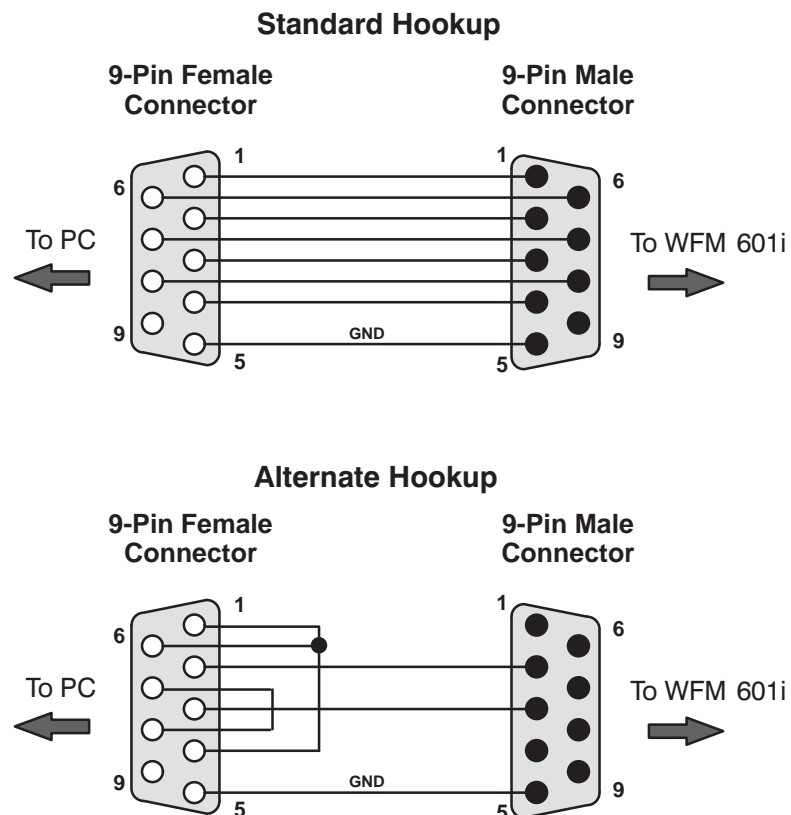 Standard Hookup
9-Pin Female
Connector
9-Pin Male
Connector
1
1
6
6
To PC
To WFM 601i
9
GND
9
5
5
Alternate Hookup
9-Pin Female
Connector
9-Pin Male
Connector
1
1
6
6
To PC
To WFM 601i
9
GND
9
5
5